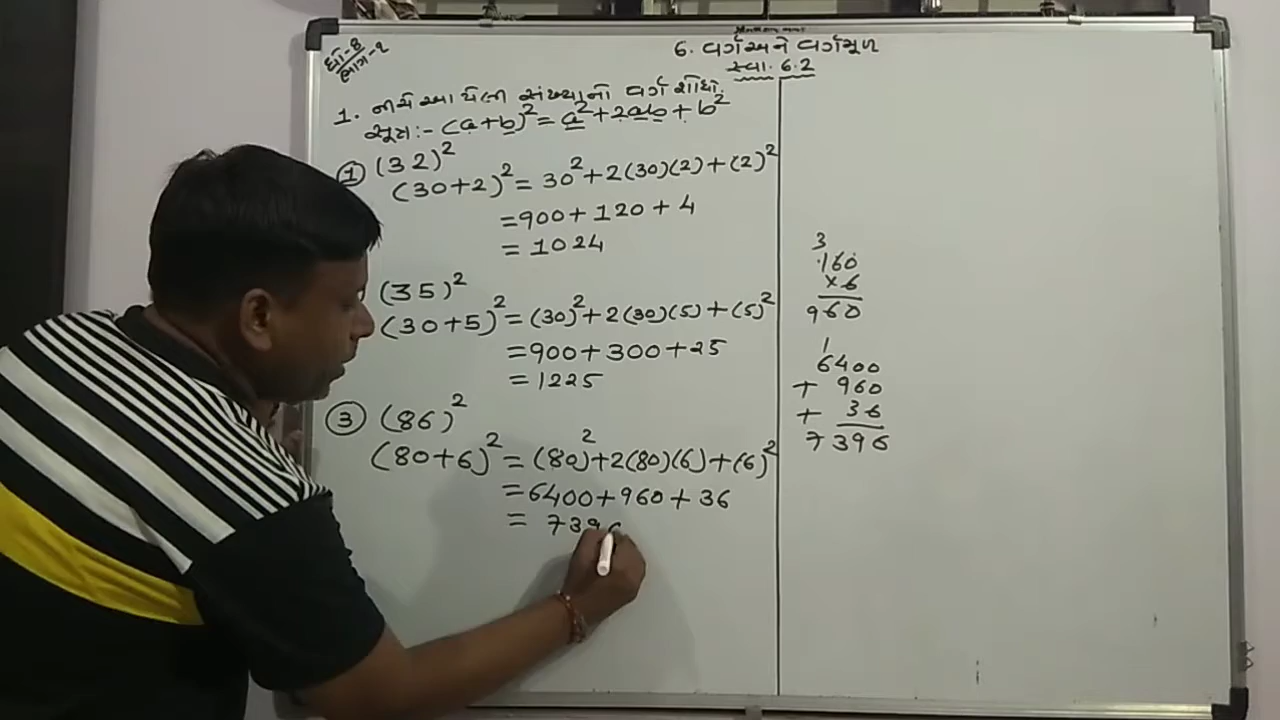 ધો-8
ભાગ-2
6. વર્ગ અને વર્ગમૂળ
સ્વા. 6.2
1. નીચે આપેલી સંખ્યાનો વર્ગ શોધો.
સૂત્ર:- (a+b)² = a² + 2ab + b²
① (32)²
(30+2)² = 30² + 2(30)(2) + (2)²
= 900 + 120 + 4
= 1024
(35)²
(30+5)² = (30)² + 2(30)(5) + (5)²
= 900 + 300 + 25
= 1225
③ (86)²
(80+6)² = (80)² + 2(80)(6) + (6)²
= 6400 + 960 + 36
= 7396
3
160
×6
960
1
6400
+ 960
+ 36
7396